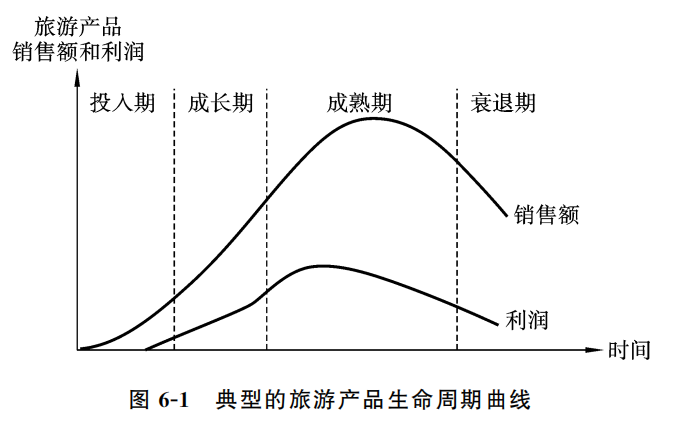 旅游产品
销售额和利润
投入期
成长期
成熟期
衰退期
销售额
利润
时间
图 6-1 典型的旅游产品生命周期曲线